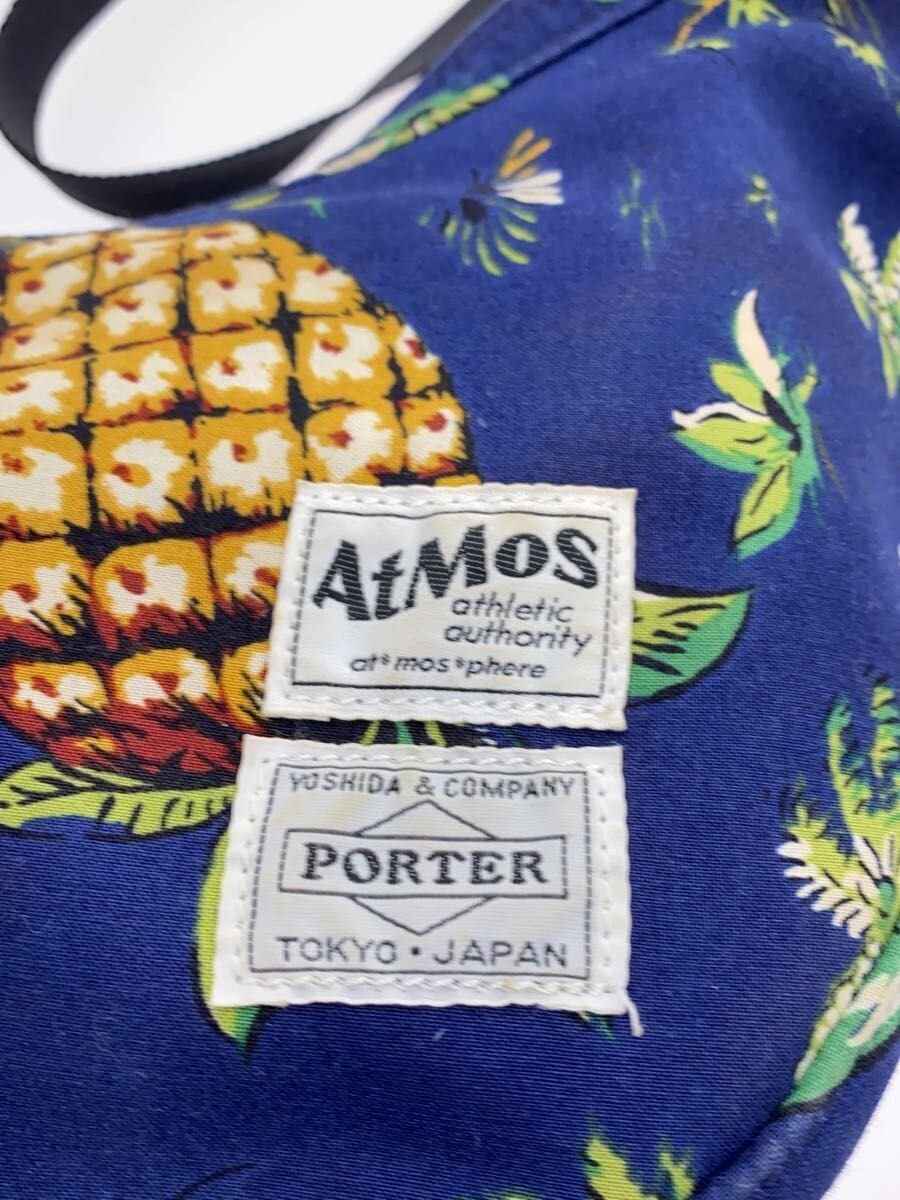 AtMoS
athletic
authority
at*mos*phere
YOSHIDA & COMPANY
PORTER
TOKYO・JAPAN